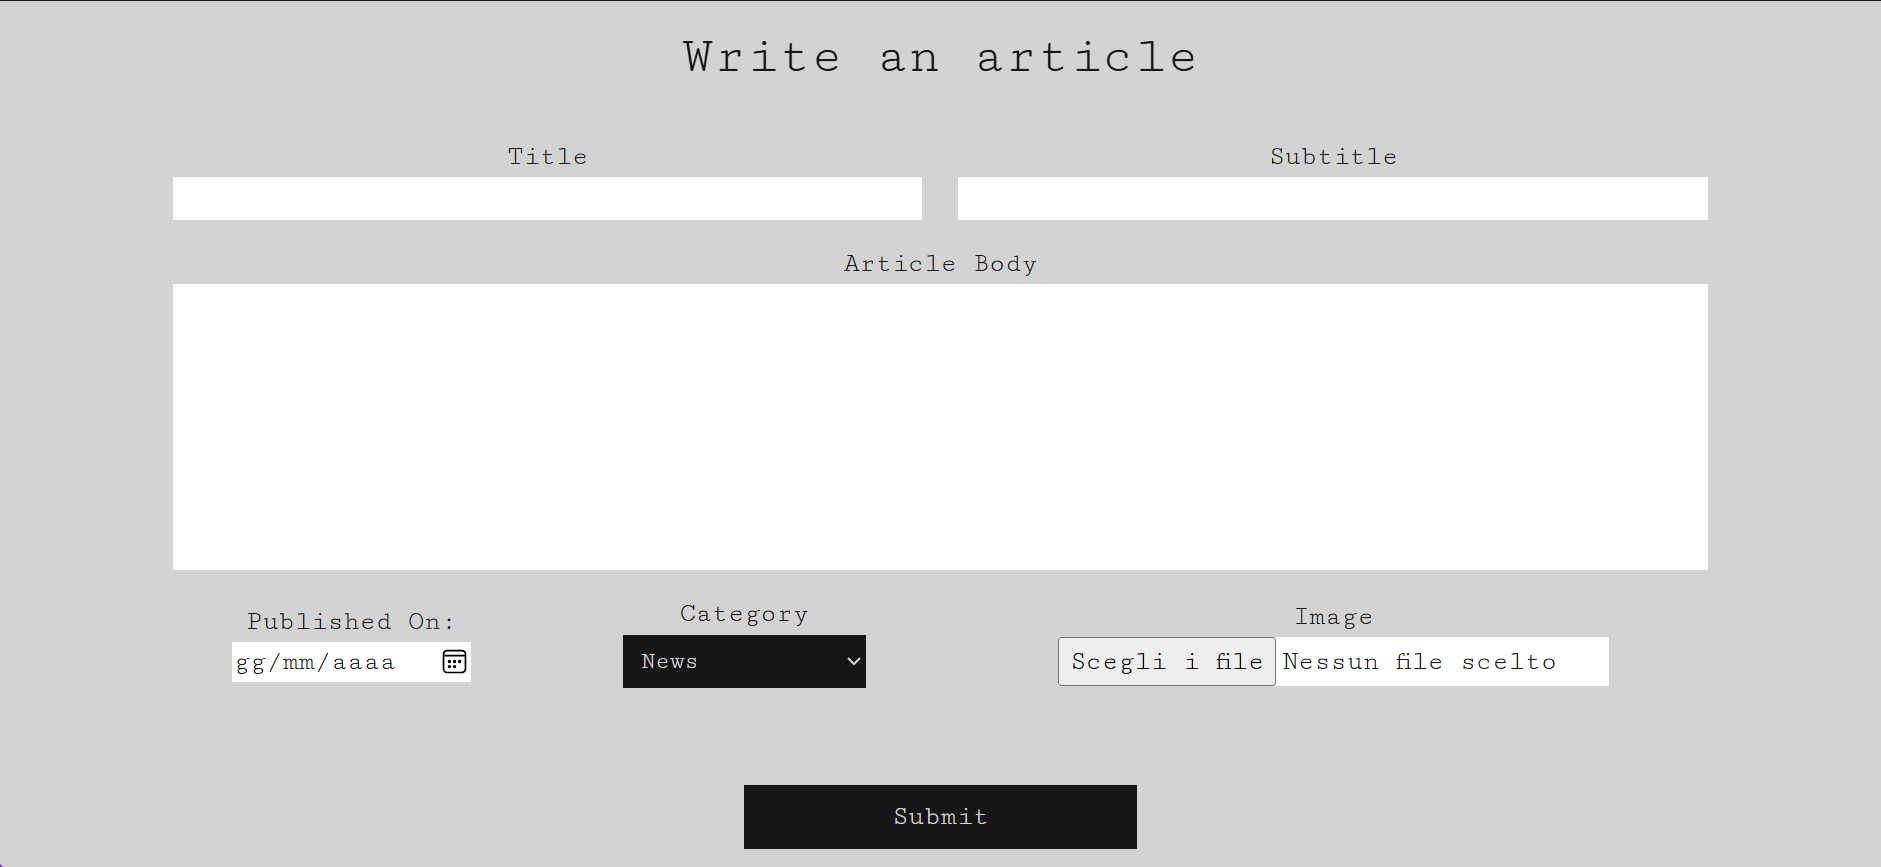 Write an article
Title
Subtitle
Article Body
Published On:
gg/mm/aaaa
Category
News
Image
Scegli i file Nessun file scelto
Submit